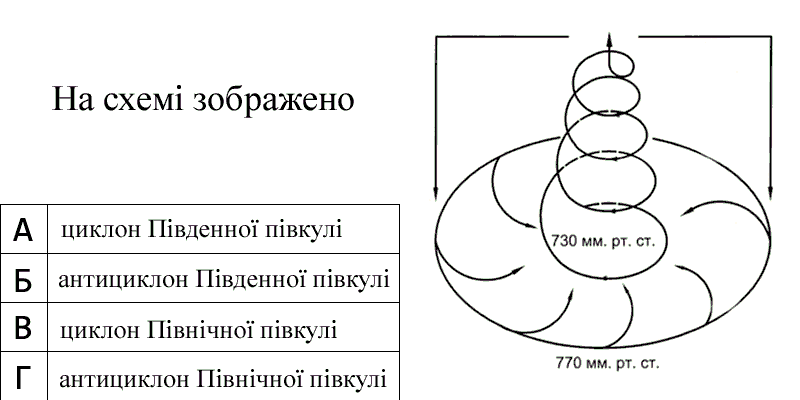 На схемі зображено
А циклон Південної півкулі
Б антициклон Південної півкулі
В циклон Північної півкулі
Г антициклон Північної півкулі
730 мм. рт. ст.
770 мм. рт. ст.